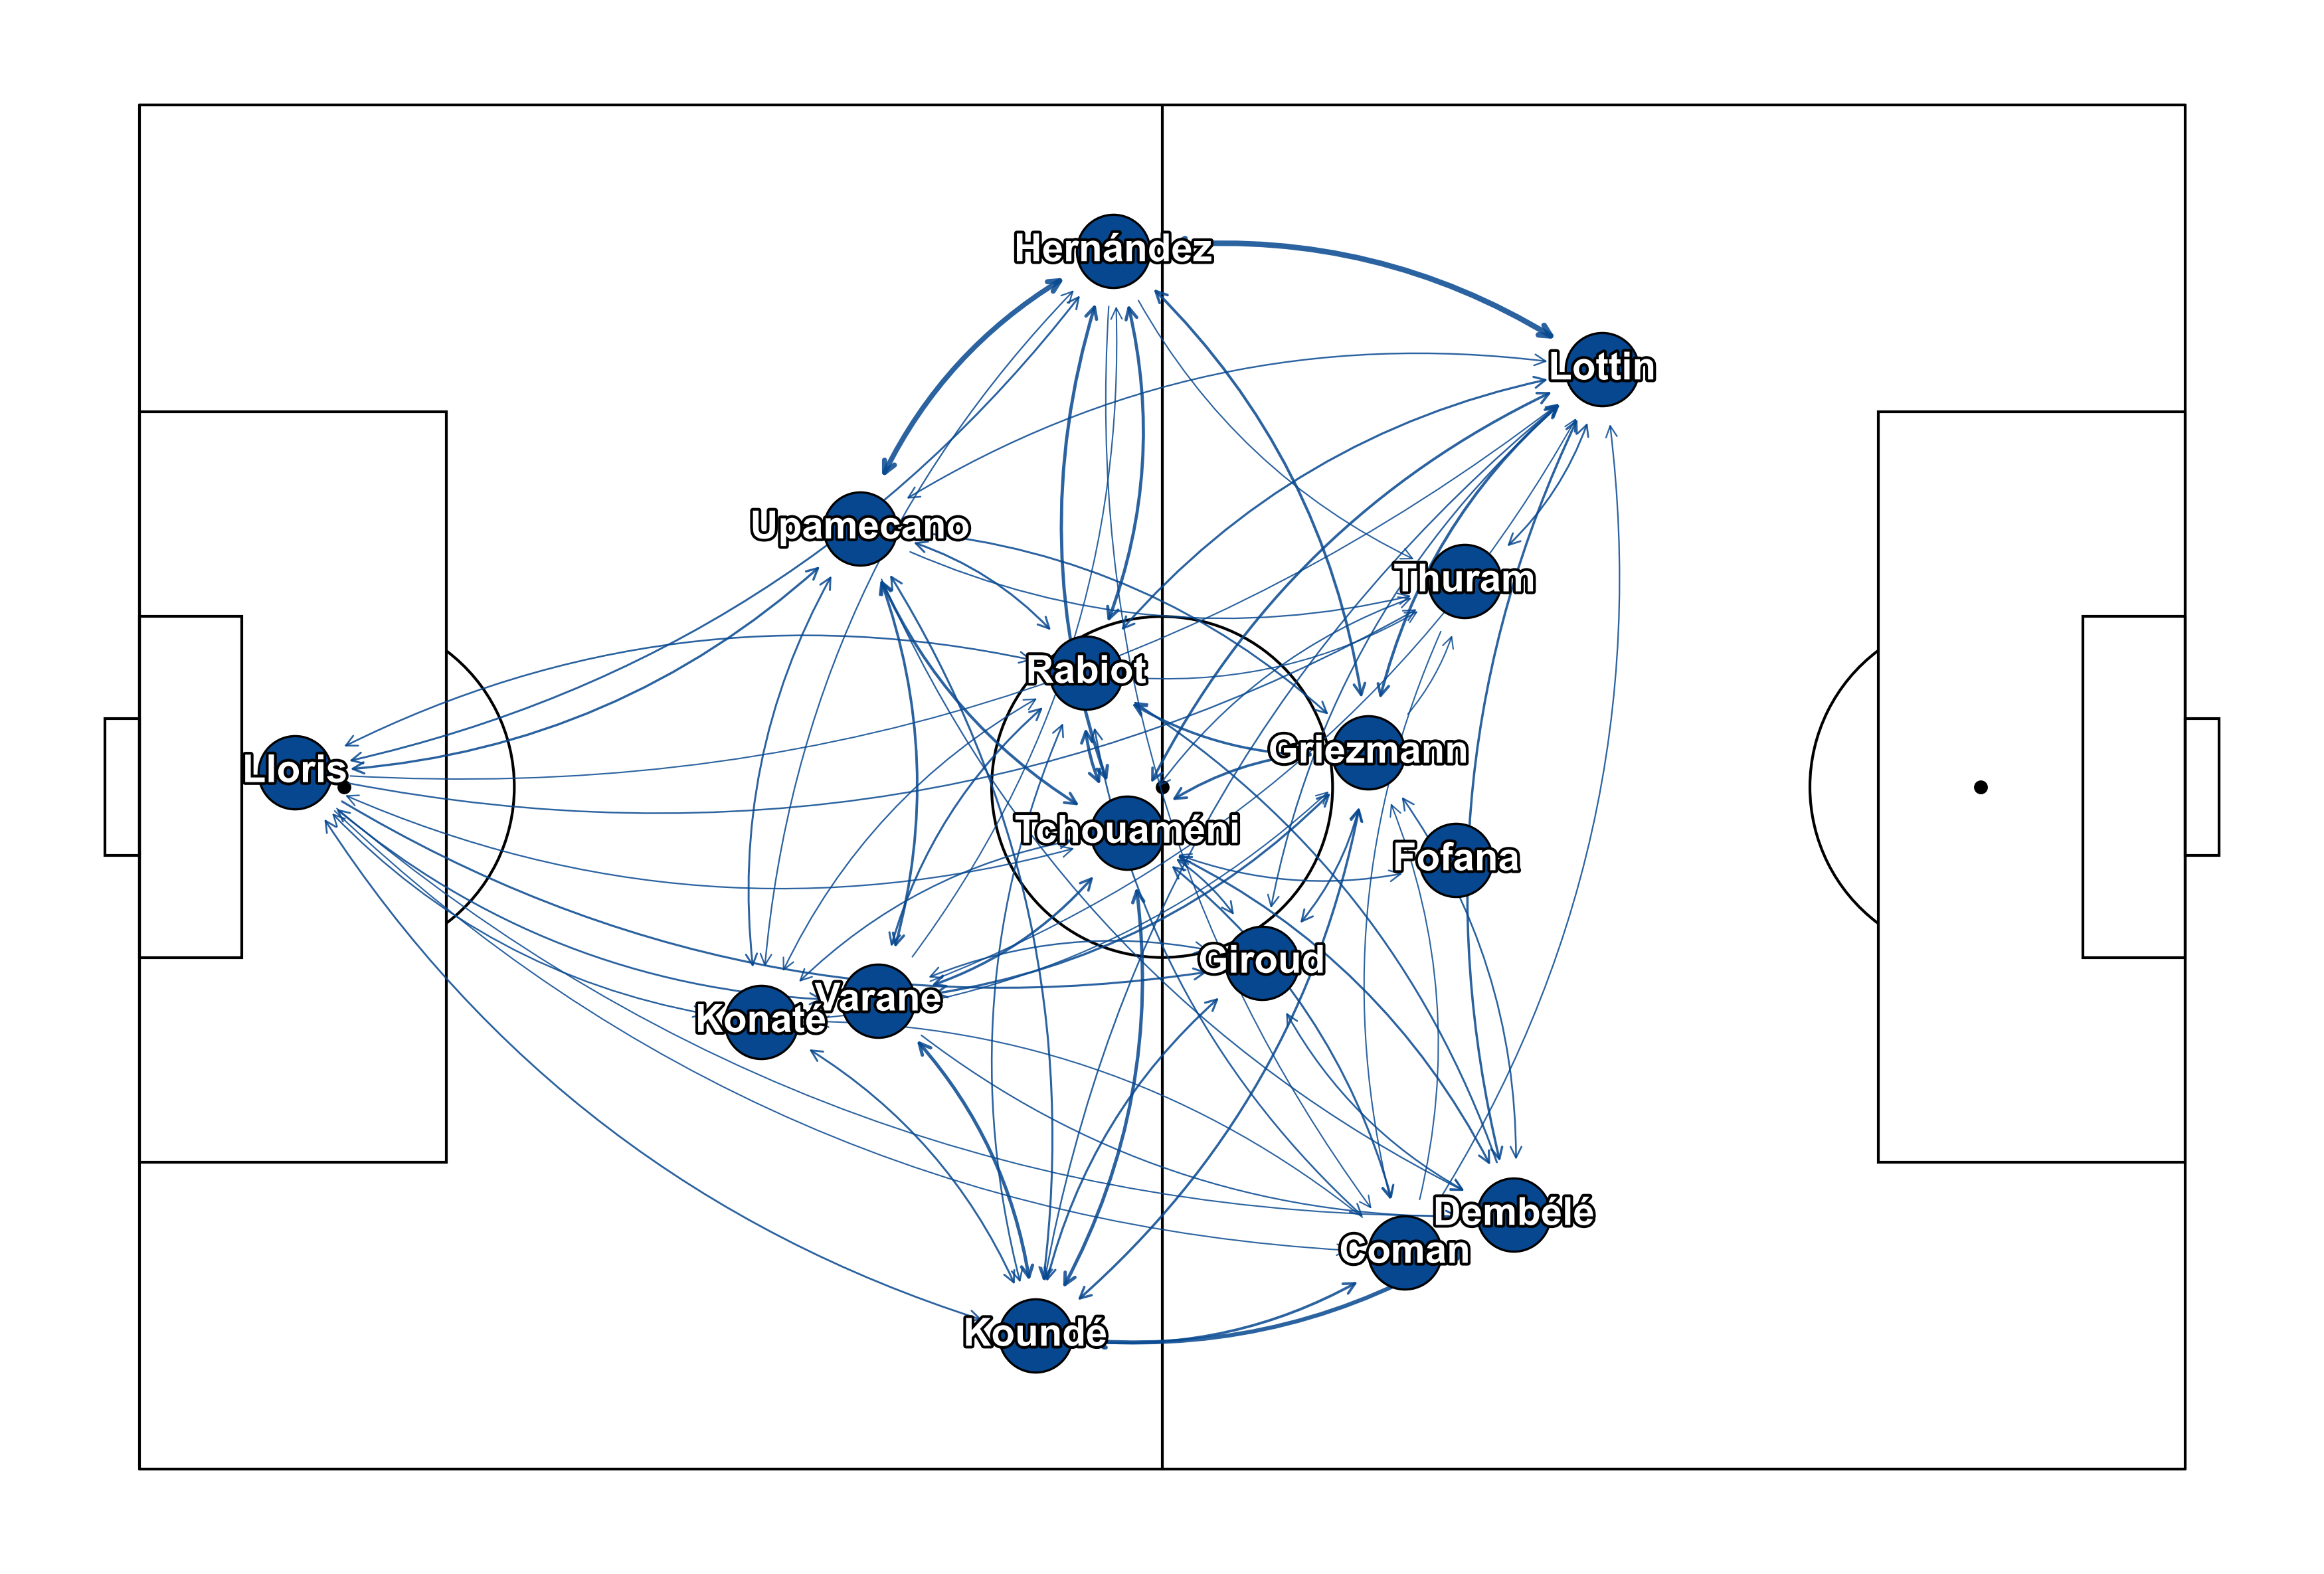 Hernández
Lottin
Upamecano
Thuram
Rabiot
Griezmann
Lloris
Tchouaméni
Fofana
Giroud
Varane
Konaté
Dembélé
Coman
Koundé